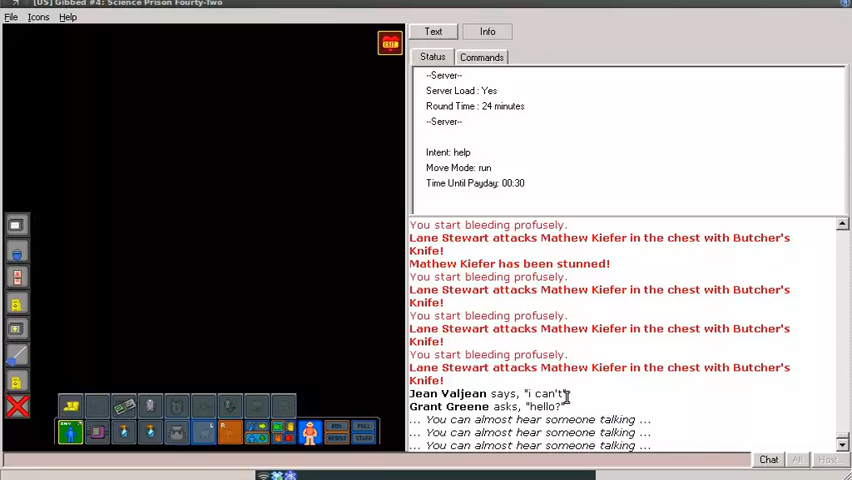 [US] Gibbed #4: Science Prison Fourty-Two
File Icons Help
EXIT
Text Info
Status Commands
--Server--
Server Load : Yes
Round Time : 24 minutes
--Server--
Intent: help
Move Mode: run
Time Until Payday: 00:30
You start bleeding profusely.
Lane Stewart attacks Mathew Kiefer in the chest with Butcher's
Knife!
Mathew Kiefer has been stunned!
You start bleeding profusely.
Lane Stewart attacks Mathew Kiefer in the chest with Butcher's
Knife!
You start bleeding profusely.
Lane Stewart attacks Mathew Kiefer in the chest with Butcher's
Knife!
You start bleeding profusely.
Lane Stewart attacks Mathew Kiefer in the chest with Butcher's
Knife!
Jean Valjean says, "i can't"
Grant Greene asks, "hello?"
... You can almost hear someone talking ...
... You can almost hear someone talking ...
... You can almost hear someone talking ...
L R
RUN PULL
RESIST
Chat Alt Host...